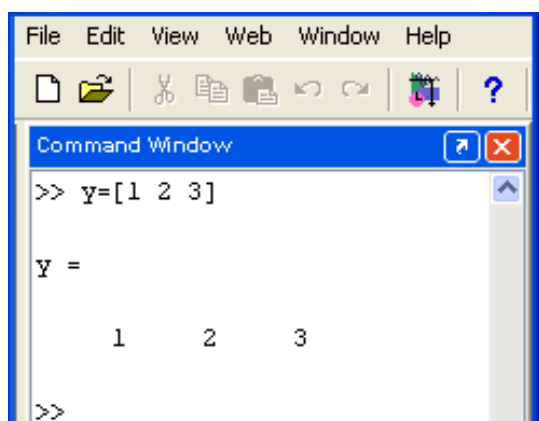 File Edit View Web Window Help
?
Command Window
>> y=[1 2 3]
y =
1 2 3
>>